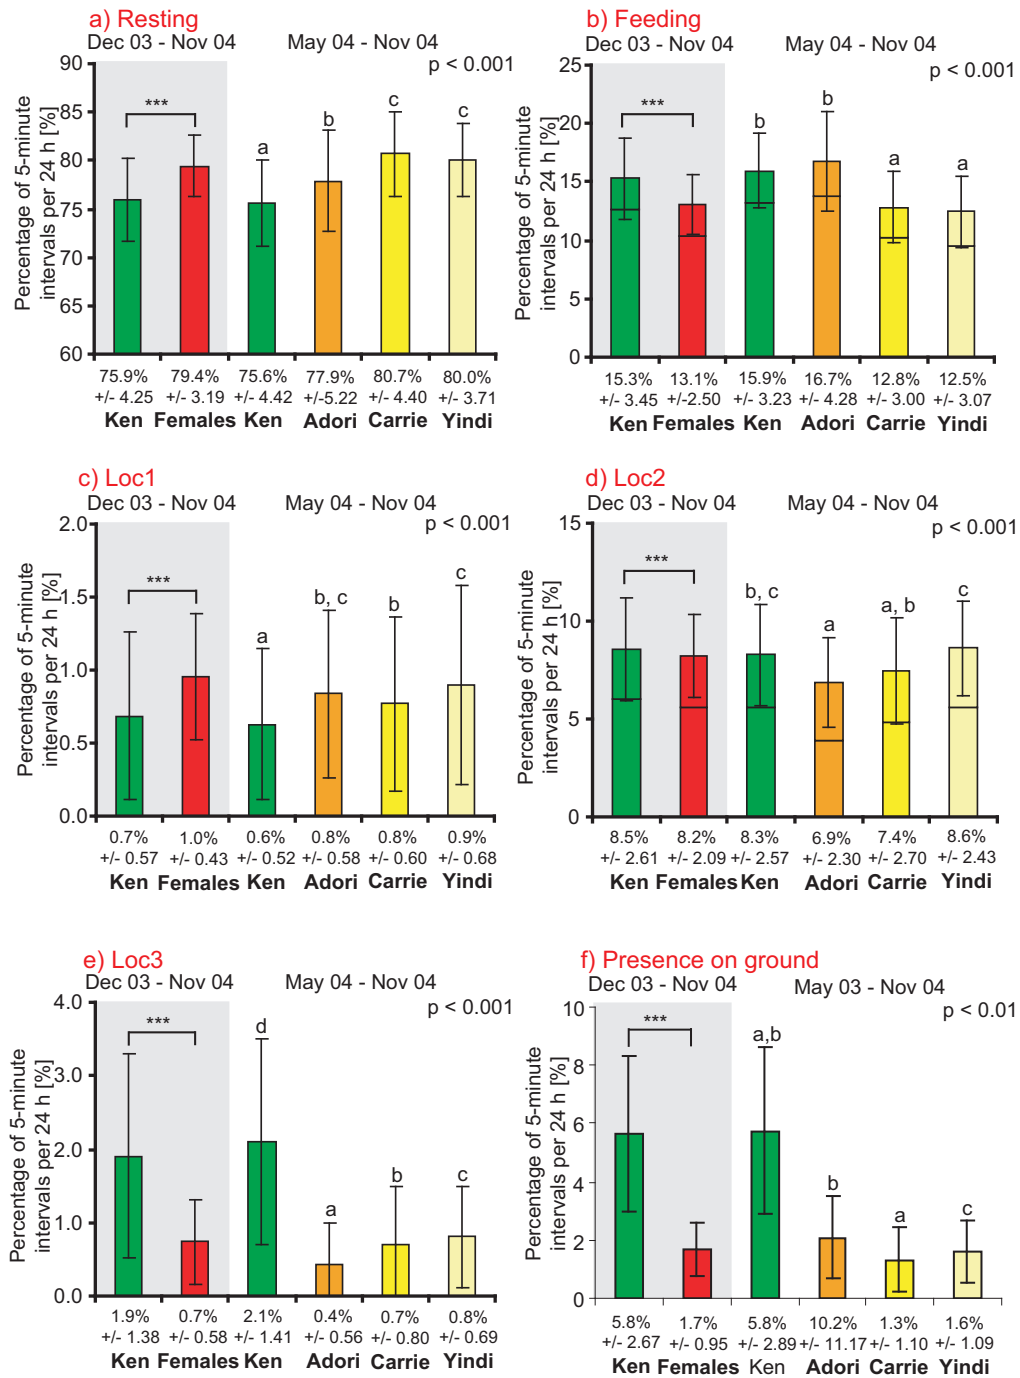 a) Resting
Dec 03 - Nov 04 May 04 - Nov 04
p < 0.001
Percentage of 5-minute
intervals per 24 h [%]
90
85
80
75
70
65
60
*** a b c c
75.9% 79.4% 75.6% 77.9% 80.7% 80.0%
+/- 4.25 +/- 3.19 +/- 4.42 +/-5.22 +/- 4.40 +/- 3.71
Ken Females Ken Adori Carrie Yindi
b) Feeding
Dec 03 - Nov 04 May 04 - Nov 04
p < 0.001
Percentage of 5-minute
intervals per 24 h [%]
25
20
15
10
5
0
*** b b a a
15.3% 13.1% 15.9% 16.7% 12.8% 12.5%
+/- 3.45 +/-2.50 +/- 3.23 +/- 4.28 +/- 3.00 +/- 3.07
Ken Females Ken Adori Carrie Yindi
c) Loc1
Dec 03 - Nov 04 May 04 - Nov 04
p < 0.001
Percentage of 5-minute
intervals per 24 h [%]
2.0
1.5
1.0
0.5
0.0
*** a b, c b c
0.7% 1.0% 0.6% 0.8% 0.8% 0.9%
+/- 0.57 +/- 0.43 +/- 0.52 +/- 0.58 +/- 0.60 +/- 0.68
Ken Females Ken Adori Carrie Yindi
d) Loc2
Dec 03 - Nov 04 May 04 - Nov 04
p < 0.001
Percentage of 5-minute
intervals per 24 h [%]
15
10
5
0
*** b, c a a, b c
8.5% 8.2% 8.3% 6.9% 7.4% 8.6%
+/- 2.61 +/- 2.09 +/- 2.57 +/- 2.30 +/- 2.70 +/- 2.43
Ken Females Ken Adori Carrie Yindi
e) Loc3
Dec 03 - Nov 04 May 04 - Nov 04
p < 0.001
Percentage of 5-minute
intervals per 24 h [%]
4.0
3.0
2.0
1.0
0.0
*** d a b c
1.9% 0.7% 2.1% 0.4% 0.7% 0.8%
+/- 1.38 +/- 0.58 +/- 1.41 +/- 0.56 +/- 0.80 +/- 0.69
Ken Females Ken Adori Carrie Yindi
f) Presence on ground
Dec 03 - Nov 04 May 03 - Nov 04
p < 0.01
Percentage of 5-minute
intervals per 24 h [%]
10
8
6
4
2
0
*** a,b b a c
5.8% 1.7% 5.8% 10.2% 1.3% 1.6%
+/- 2.67 +/- 0.95 +/- 2.89 +/- 11.17 +/- 1.10 +/- 1.09
Ken Females Ken Adori Carrie Yindi